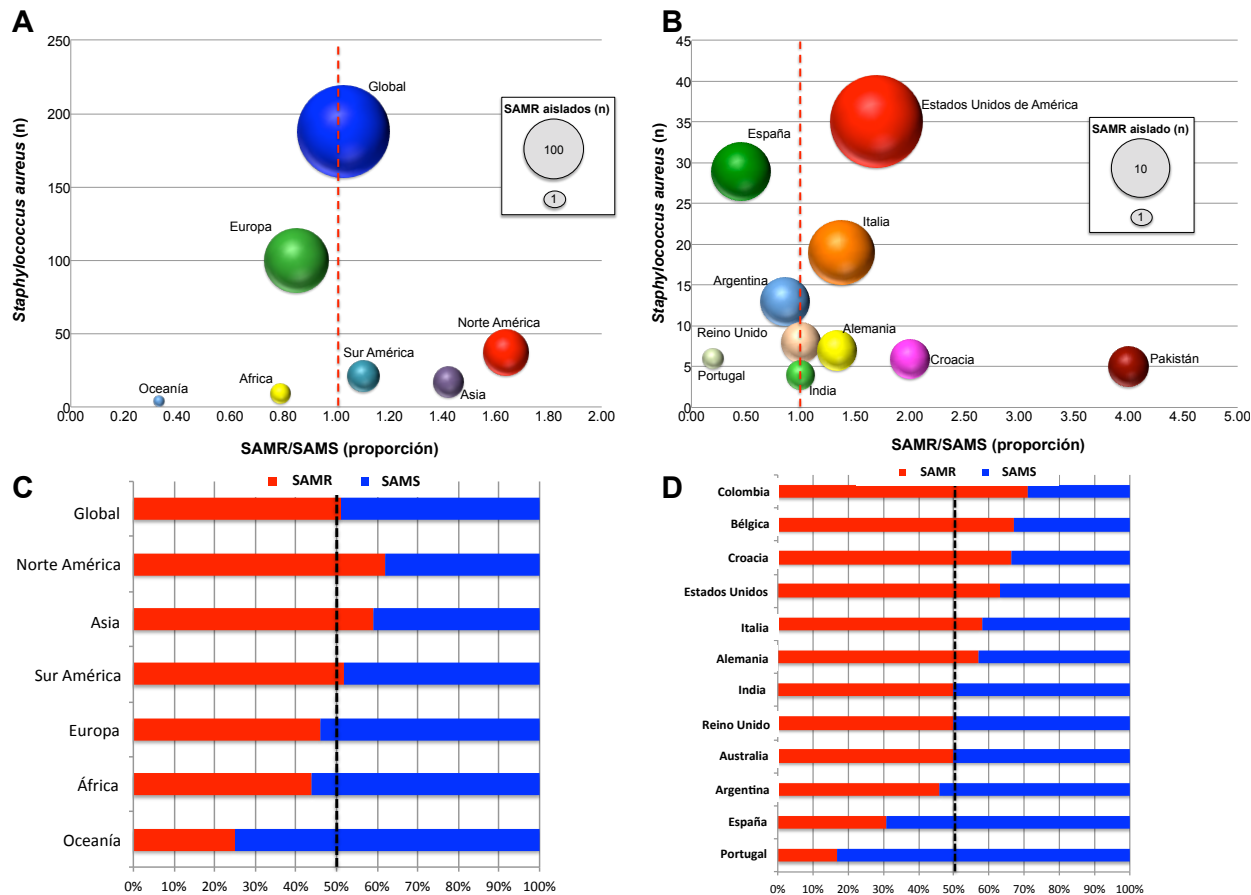 A
250
200
150
100
50
0
Staphylococcus aureus (n)
Global
Europa
Norte América
Sur América
Asia
Africa
Oceanía
SAMR aislados (n)
100
1
0.00 0.20 0.40 0.60 0.80 1.00 1.20 1.40 1.60 1.80 2.00
SAMR/SAMS (proporción)
B
45
40
35
30
25
20
15
10
5
0
Staphylococcus aureus (n)
Estados Unidos de América
España
Italia
Argentina
Reino Unido
Alemania
Portugal
India
Croacia
Pakistán
SAMR aislado (n)
10
1
0.00 0.50 1.00 1.50 2.00 2.50 3.00 3.50 4.00 4.50 5.00
SAMR/SAMS (proporción)
C
SAMR SAMS
Global
Norte América
Asia
Sur América
Europa
África
Oceanía
0% 10% 20% 30% 40% 50% 60% 70% 80% 90% 100%
D
SAMR SAMS
Colombia
Bélgica
Croacia
Estados Unidos
Italia
Alemania
India
Reino Unido
Australia
Argentina
España
Portugal
0% 10% 20% 30% 40% 50% 60% 70% 80% 90% 100%